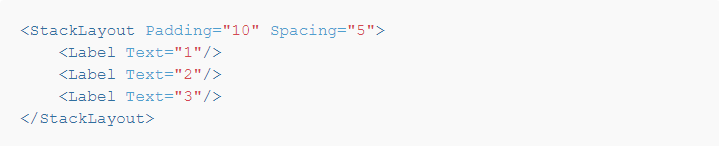 <StackLayout Padding="10" Spacing="5">
    <Label Text="1"/>
    <Label Text="2"/>
    <Label Text="3"/>
</StackLayout>